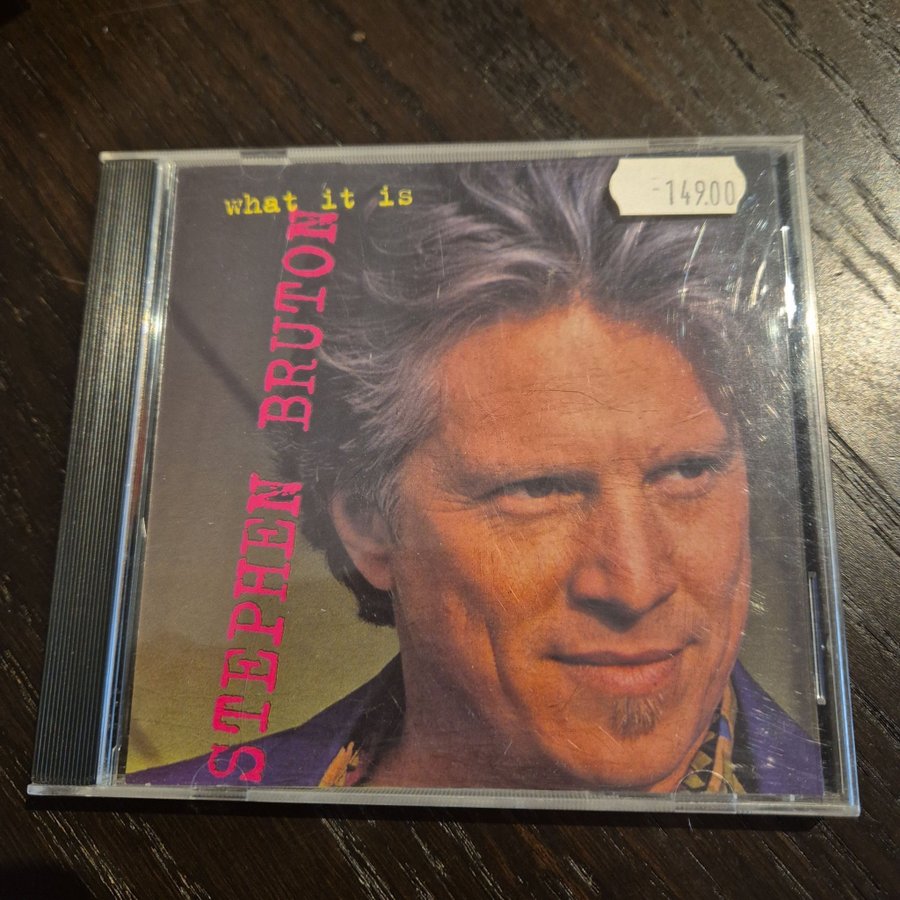 what it is
STEPHEN BRUTON
-149.00